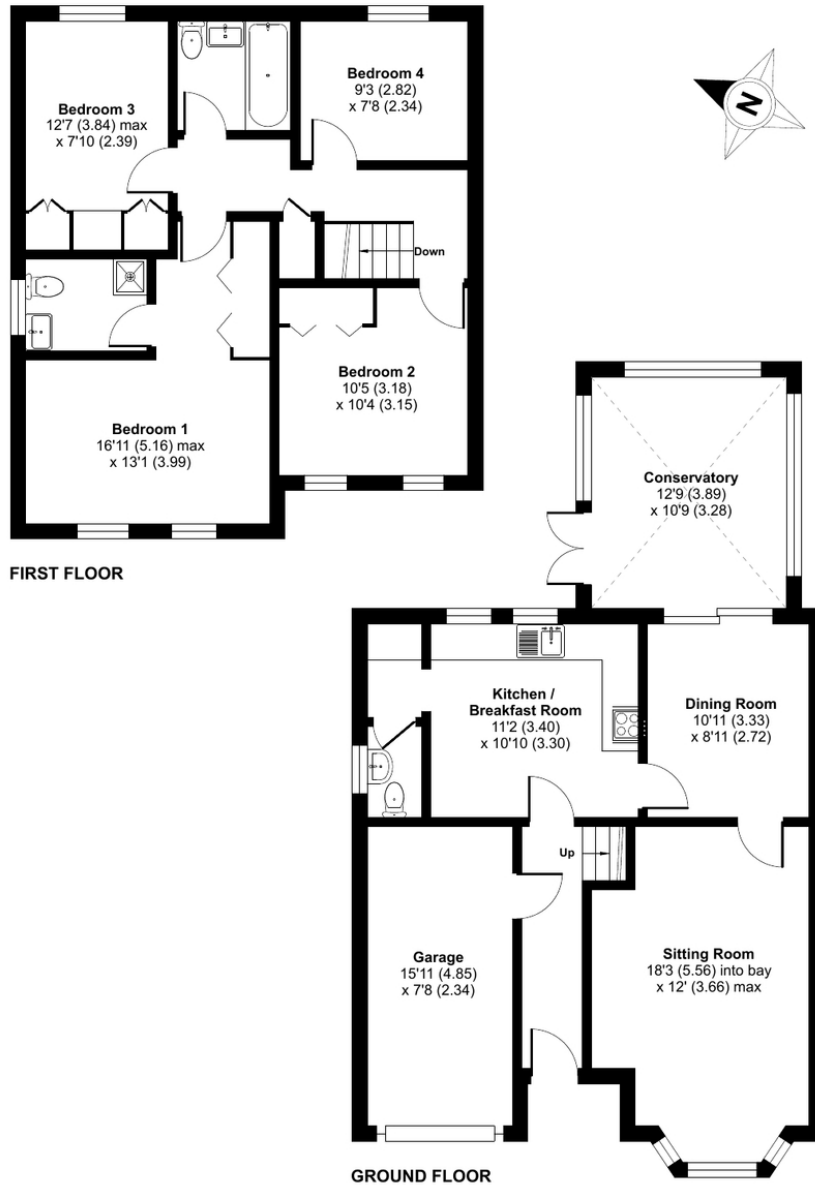 Bedroom 3
12'7 (3.84) max
x 7'10 (2.39)
Bedroom 4
9'3 (2.82)
x 7'8 (2.34)
N
Down
Bedroom 2
10'5 (3.18)
x 10'4 (3.15)
Bedroom 1
16'11 (5.16) max
x 13'1 (3.99)
FIRST FLOOR
Conservatory
12'9 (3.89)
x 10'9 (3.28)
Kitchen /
Breakfast Room
11'2 (3.40)
x 10'10 (3.30)
Dining Room
10'11 (3.33)
x 8'11 (2.72)
Up
Garage
15'11 (4.85)
x 7'8 (2.34)
Sitting Room
18'3 (5.56) into bay
x 12' (3.66) max
GROUND FLOOR